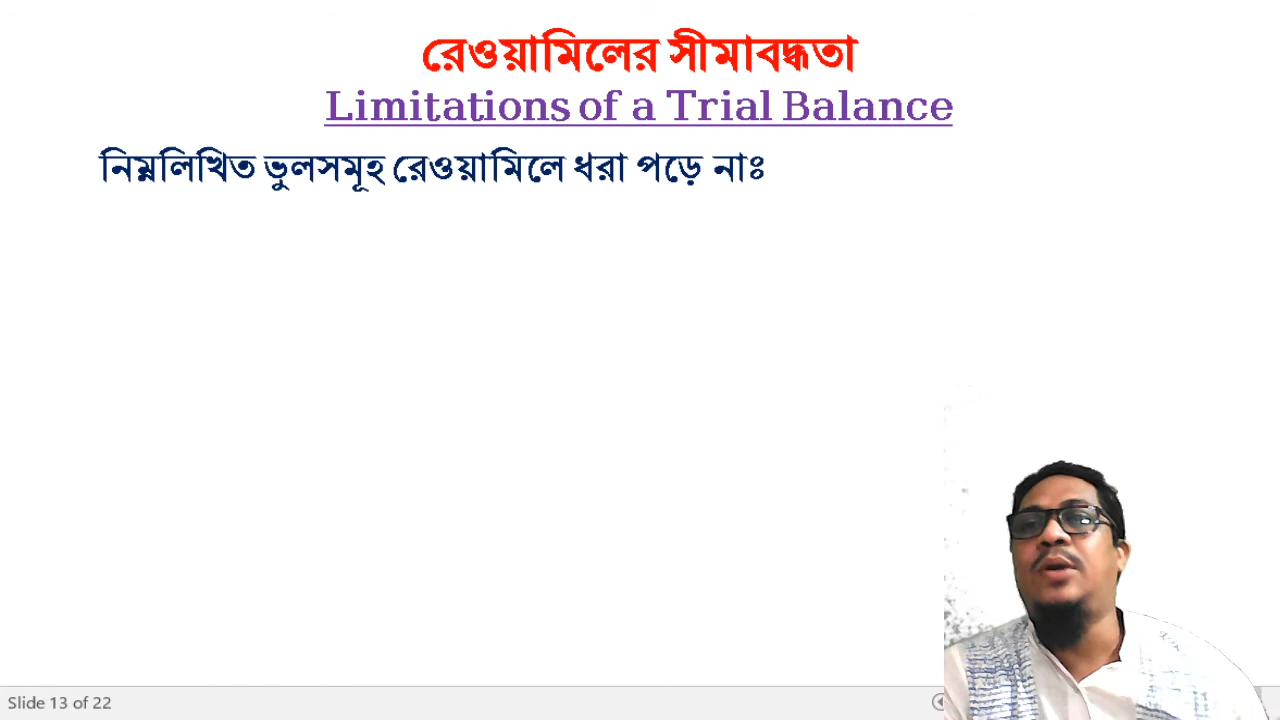 রেওয়ামিলের সীমাবদ্ধতা
Limitations of a Trial Balance
নিম্নলিখিত ভুলসমূহ রেওয়ামিলে ধরা পড়ে নাঃ
Slide 13 of 22